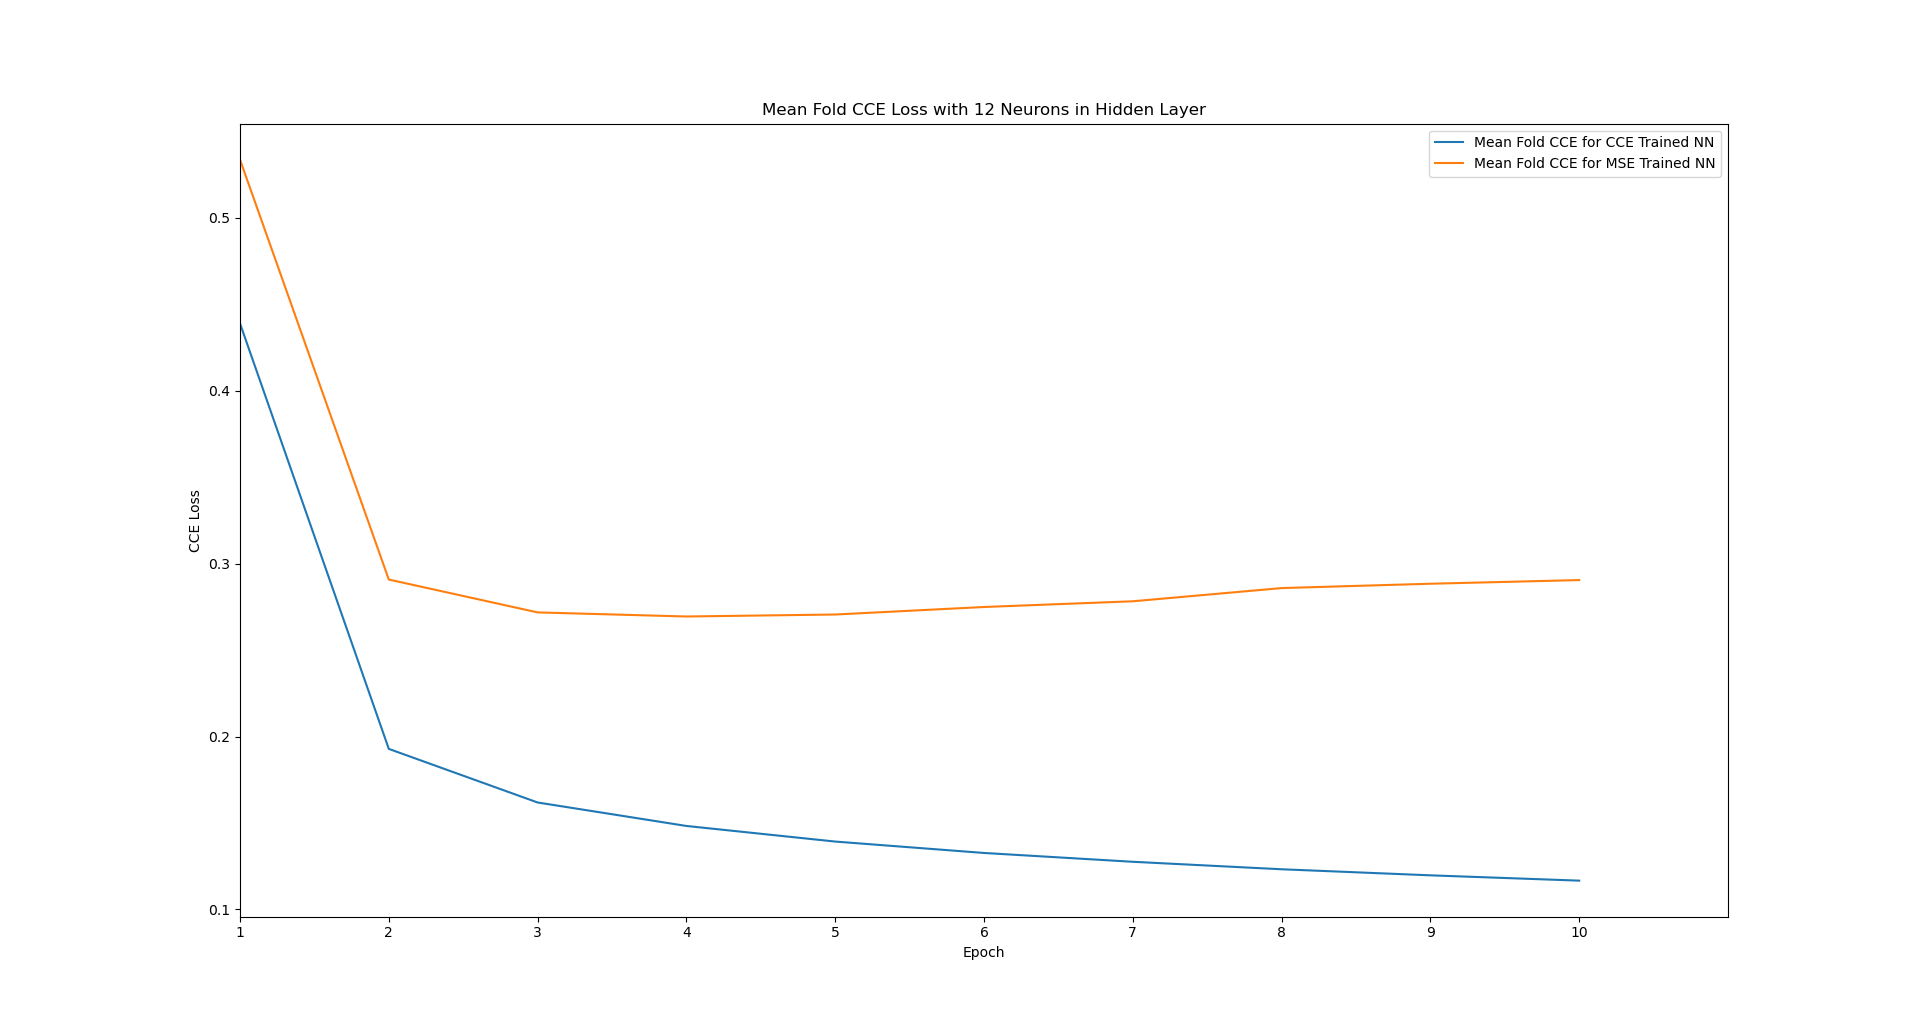 Mean Fold CCE Loss with 12 Neurons in Hidden Layer
Mean Fold CCE for CCE Trained NN
Mean Fold CCE for MSE Trained NN
CCE Loss
0.5
0.4
0.3
0.2
0.1
1 2 3 4 5 6 7 8 9 10
Epoch